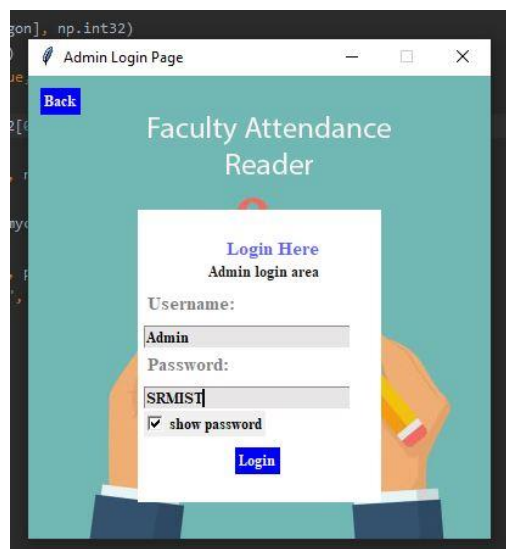 gon], np.int32)
Admin Login Page
Back
Faculty Attendance
Reader
Login Here
Admin login area
Username:
Admin
Password:
SRMIST
show password
Login